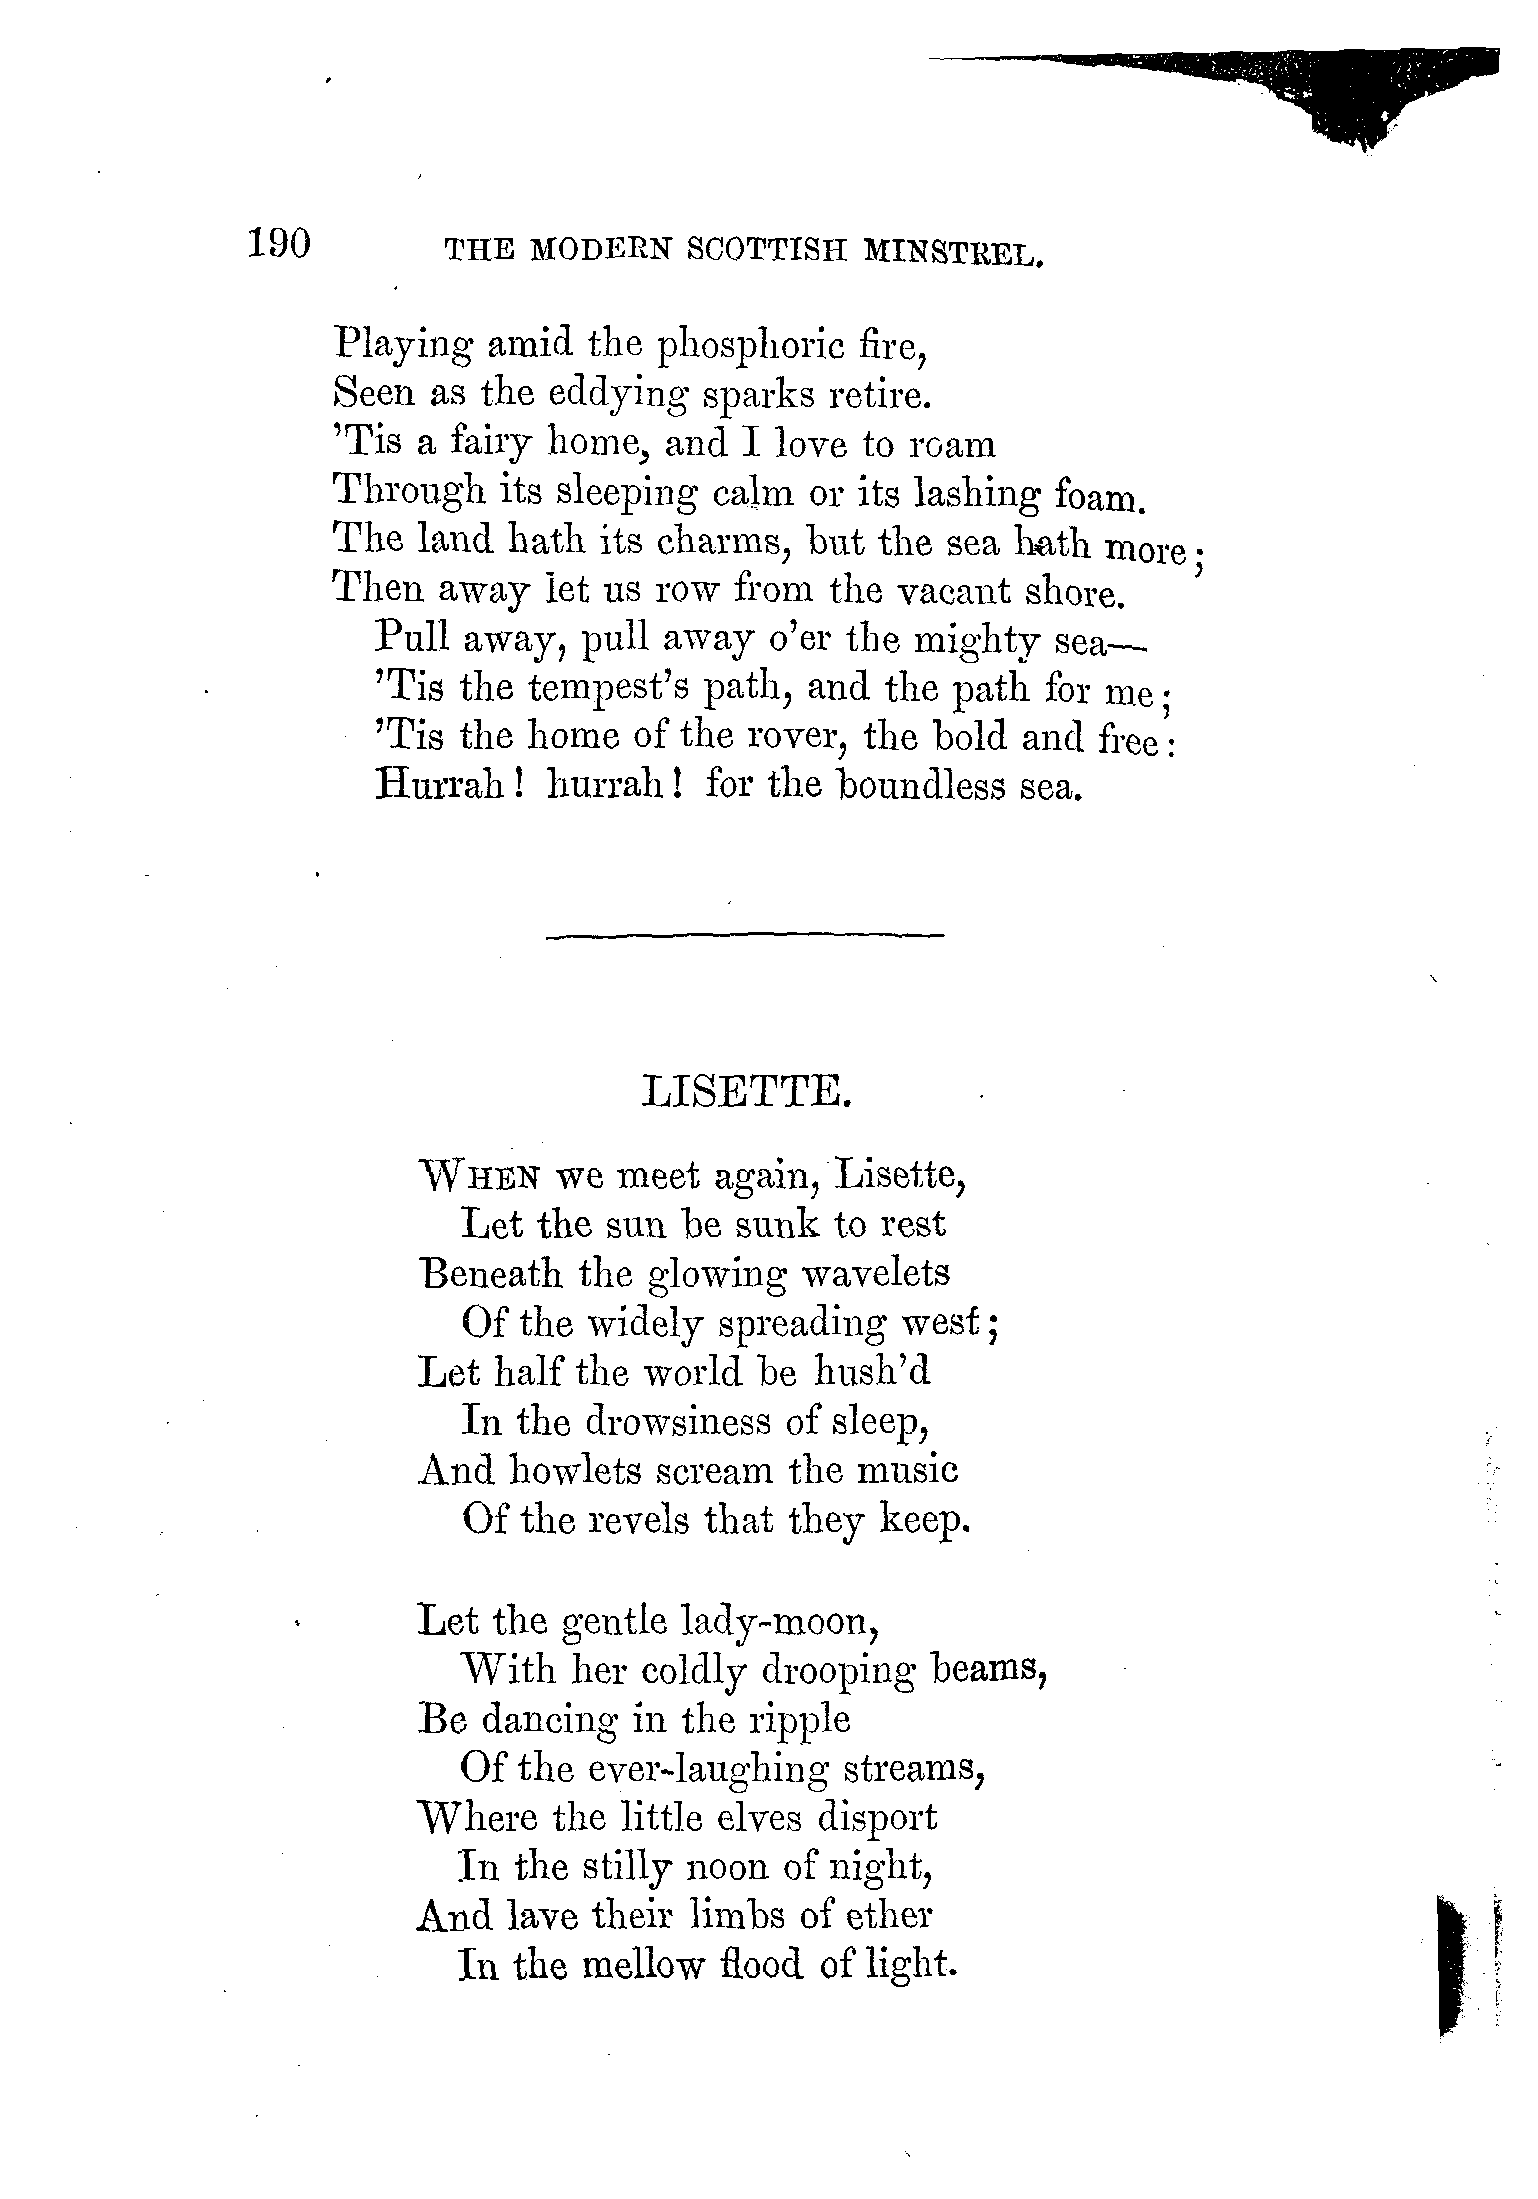 190 THE MODERN SCOTTISH MINSTREL.
Playing amid the phosphoric fire,
Seen as the eddying sparks retire.
'Tis a fairy home, and I love to roam
Through its sleeping calm or its lashing foam.
The land hath its charms, but the sea hath more;
Then away let us row from the vacant shore.
Pull away, pull away o'er the mighty sea—
'Tis the tempest's path, and the path for me;
'Tis the home of the rover, the bold and free:
Hurrah! hurrah! for the boundless sea.
LISETTE.
WHEN we meet again, Lisette,
Let the sun be sunk to rest
Beneath the glowing wavelets
Of the widely spreading west;
Let half the world be hush'd
In the drowsiness of sleep,
And howlets scream the music
Of the revels that they keep.
Let the gentle lady-moon,
With her coldly drooping beams,
Be dancing in the ripple
Of the ever-laughing streams,
Where the little elves disport
In the stilly noon of night,
And lave their limbs of ether
In the mellow flood of light.